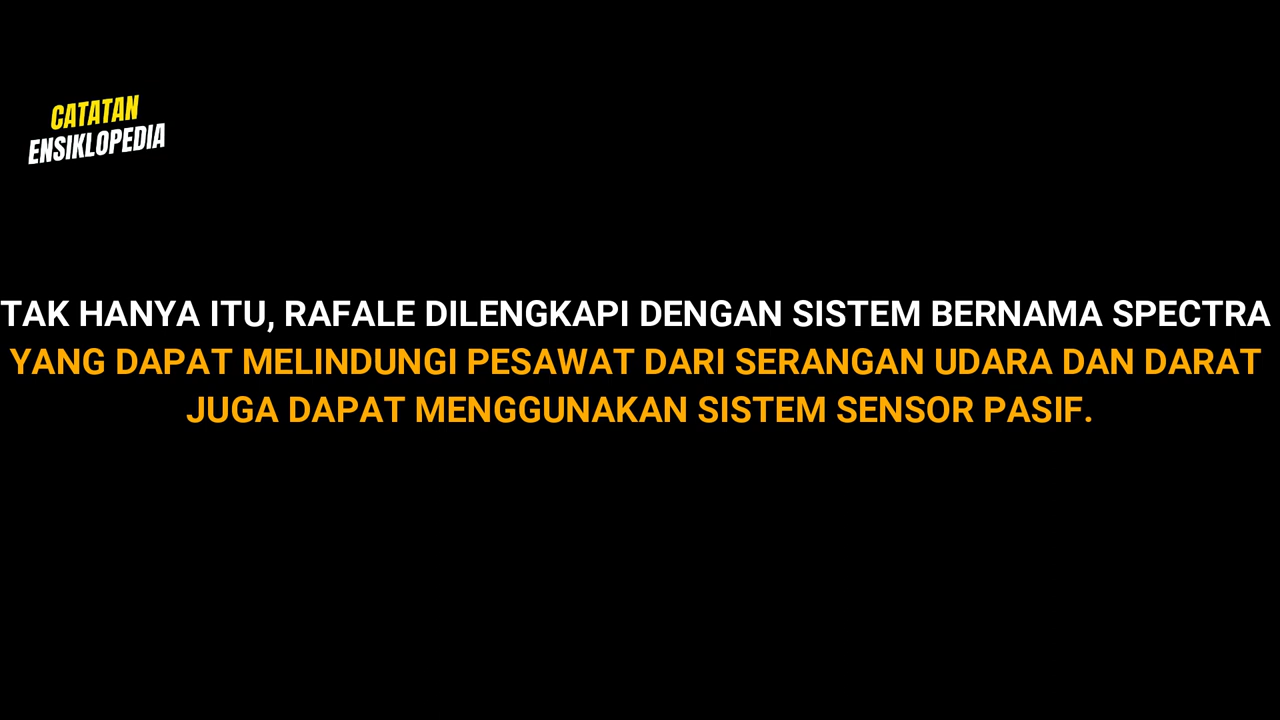 CATATAN
ENSIKLOPEDIA
TAK HANYA ITU, RAFALE DILENGKAPI DENGAN SISTEM BERNAMA SPECTRA
YANG DAPAT MELINDUNGI PESAWAT DARI SERANGAN UDARA DAN DARAT
JUGA DAPAT MENGGUNAKAN SISTEM SENSOR PASIF.